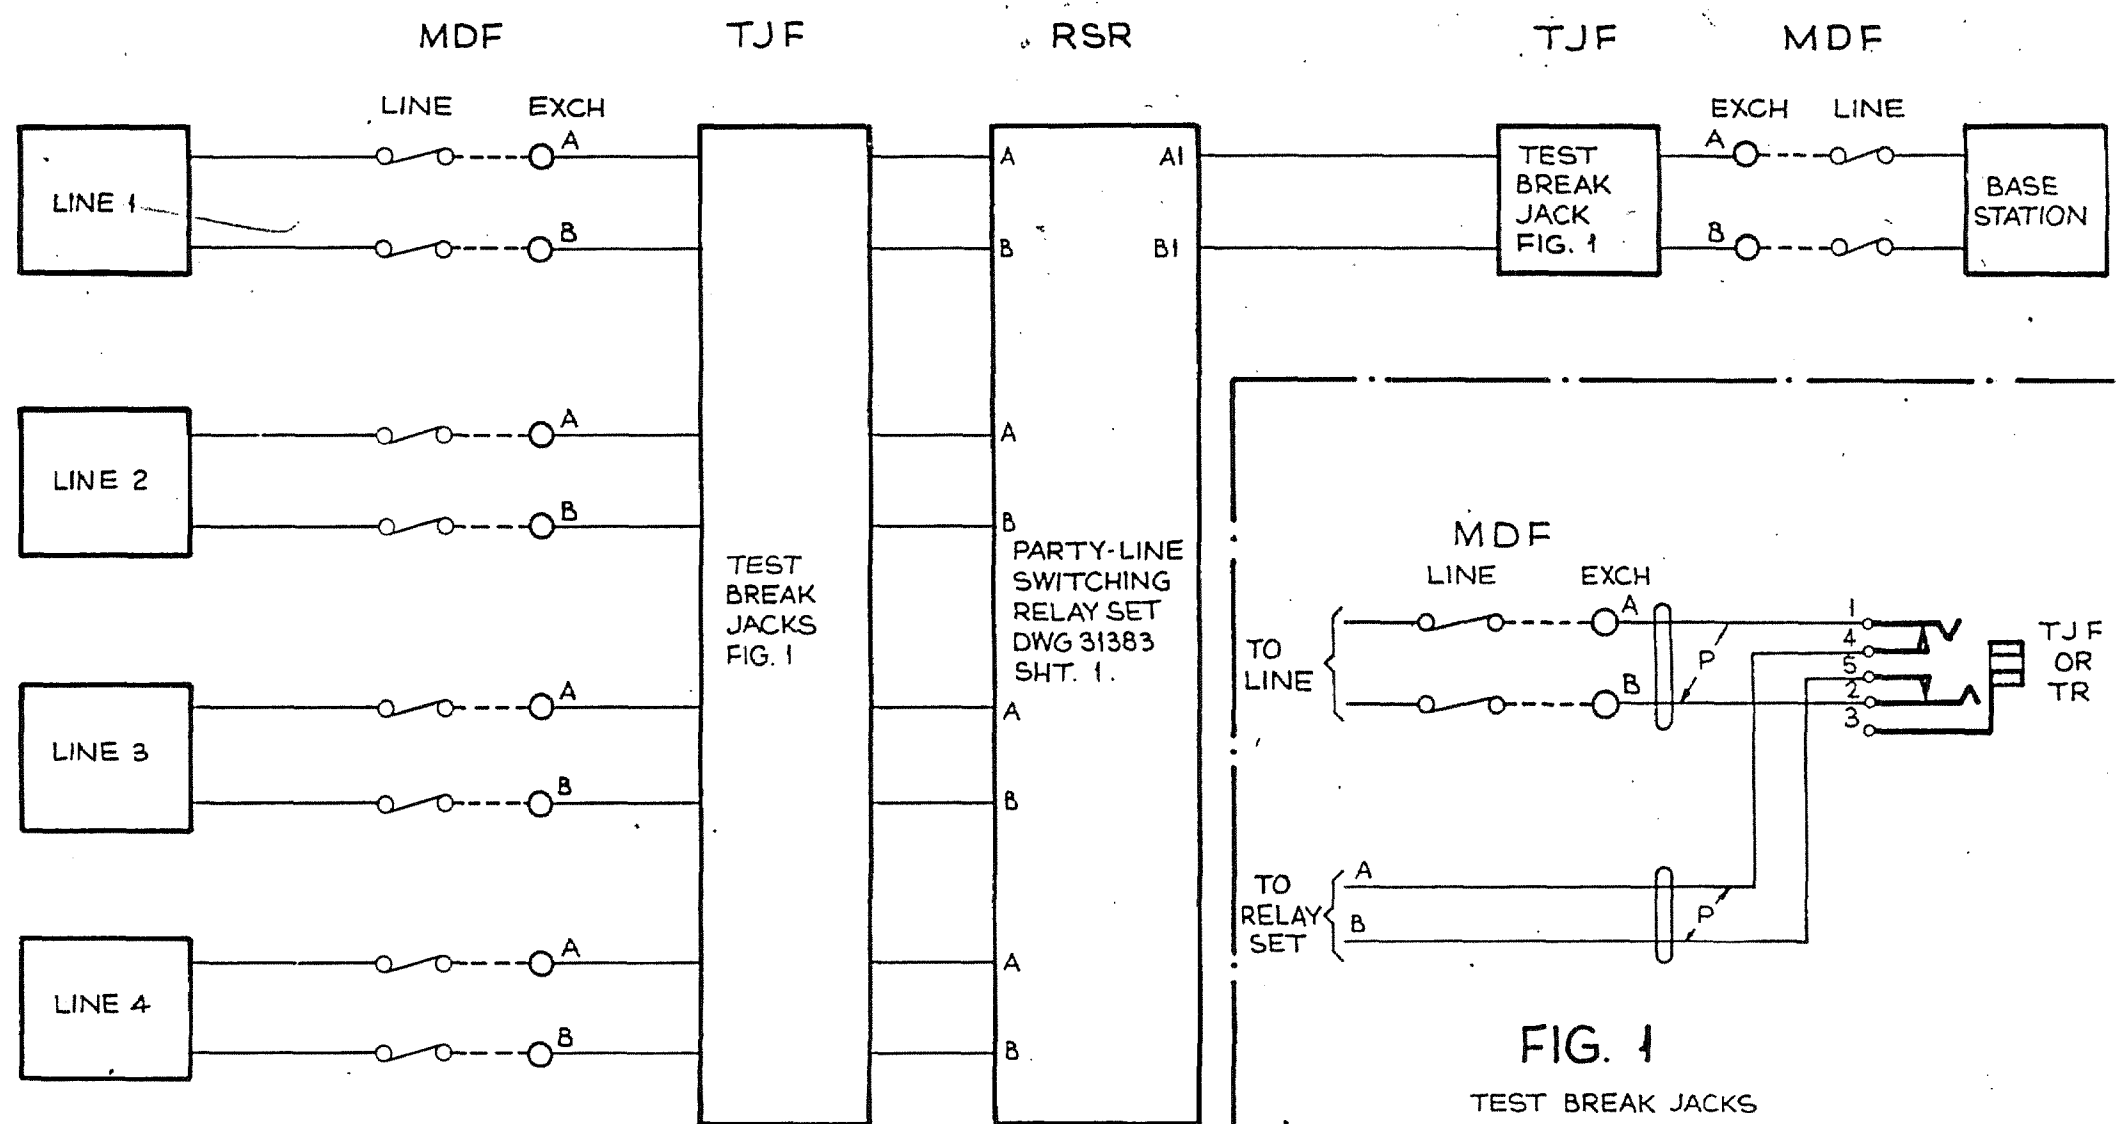 MDF TJF RSR TJF MDF
LINE EXCH EXCH LINE
LINE 1
A
B
A
B
A1
B1
TEST
BREAK
JACK
FIG. 1
A
B
BASE
STATION
LINE 2
A
B
A
B
LINE 3
A
B
A
B
LINE 4
A
B
A
B
TEST
BREAK
JACKS
FIG. 1
PARTY-LINE
SWITCHING
RELAY SET
DWG 31383
SHT. 1.
MDF
LINE EXCH
TO
LINE
A
B
P
1
4
5
2
3
TJF
OR
TR
TO
RELAY
SET
A
B
P
FIG. 1
TEST BREAK JACKS